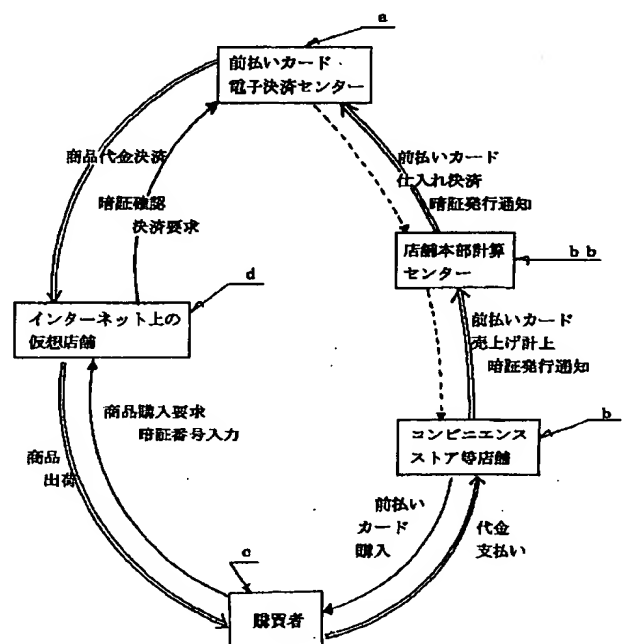 a
前払いカード
電子決済センター
商品代金決済
前払いカード
仕入れ決済
暗証発行通知
暗証確認
決済要求
店舗本部計算
センター
bb
d
インターネット上の
仮想店舗
前払いカード
売上げ計上
暗証発行通知
商品購入要求
暗証番号入力
b
コンビニエンス
ストア等店舗
商品
出荷
前払い
カード
購入
代金
支払い
c
購買者